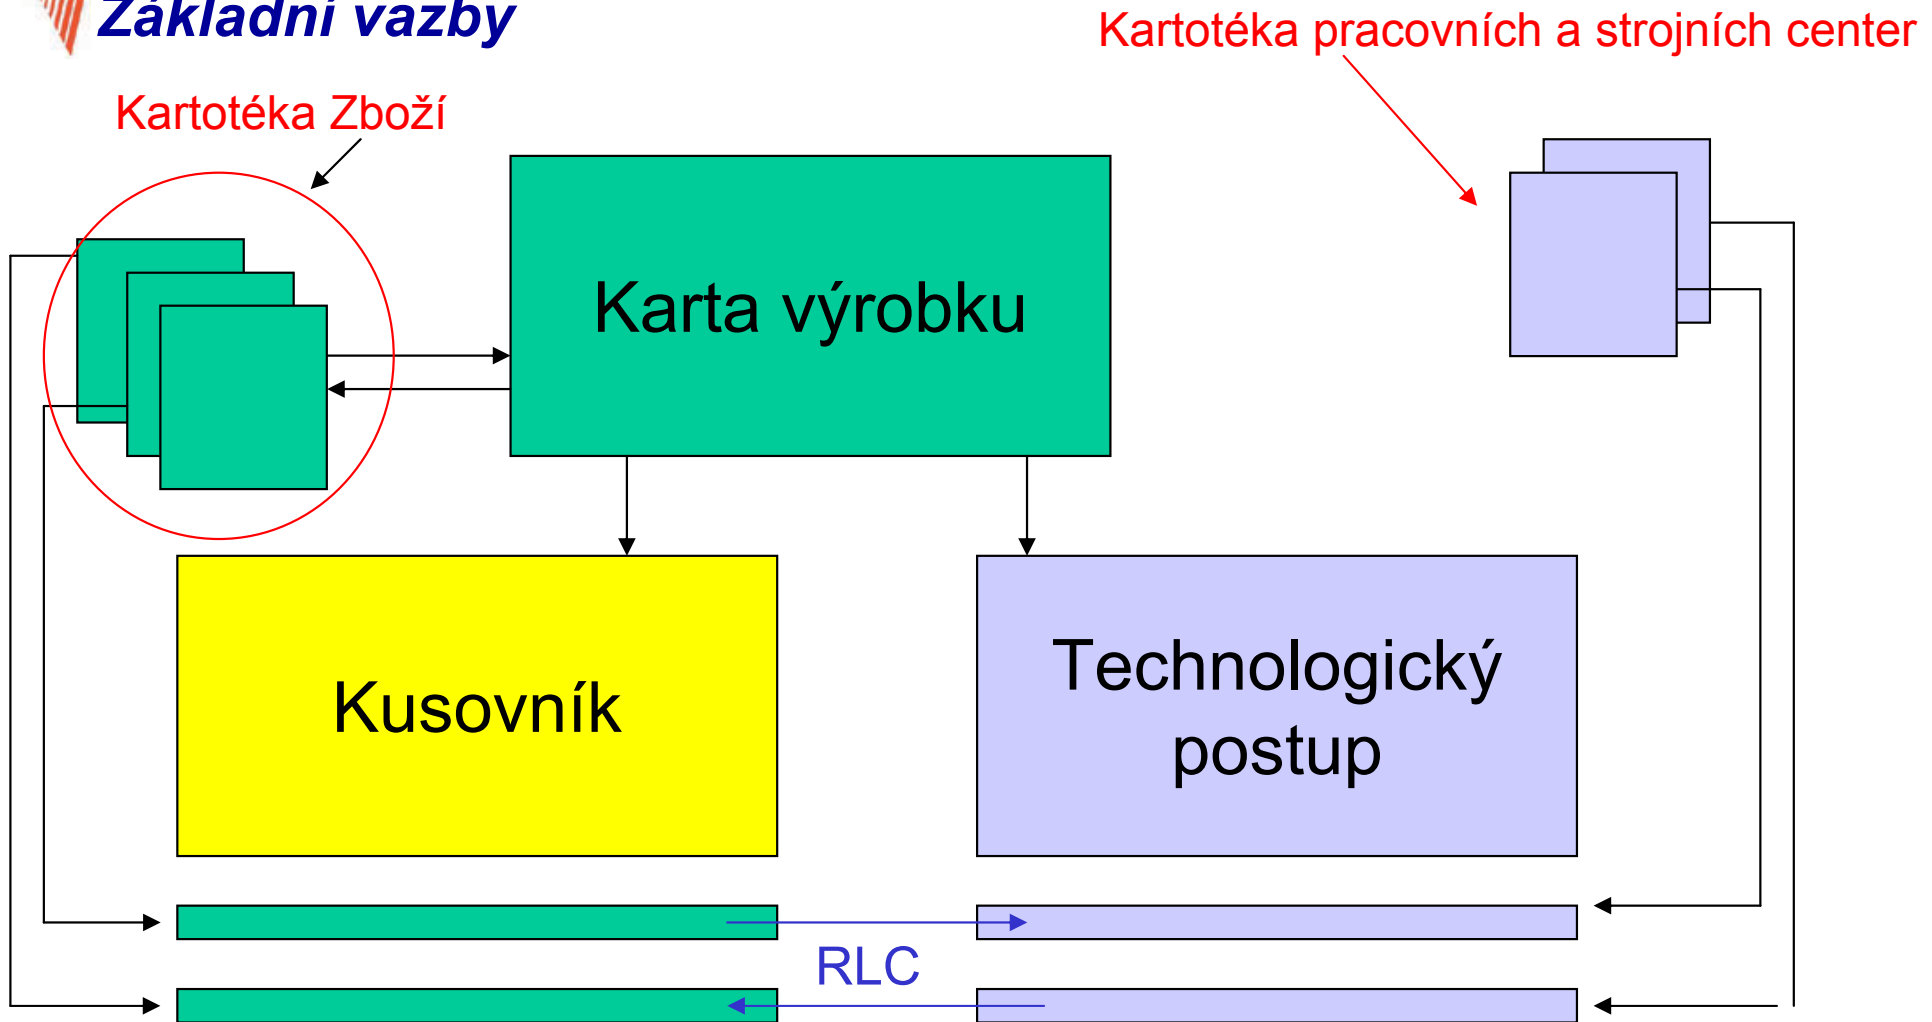 Základní vazby
Kartotéka pracovních a strojních center
Kartotéka Zboží
Karta výrobku
Kusovník
Technologický
postup
RLC